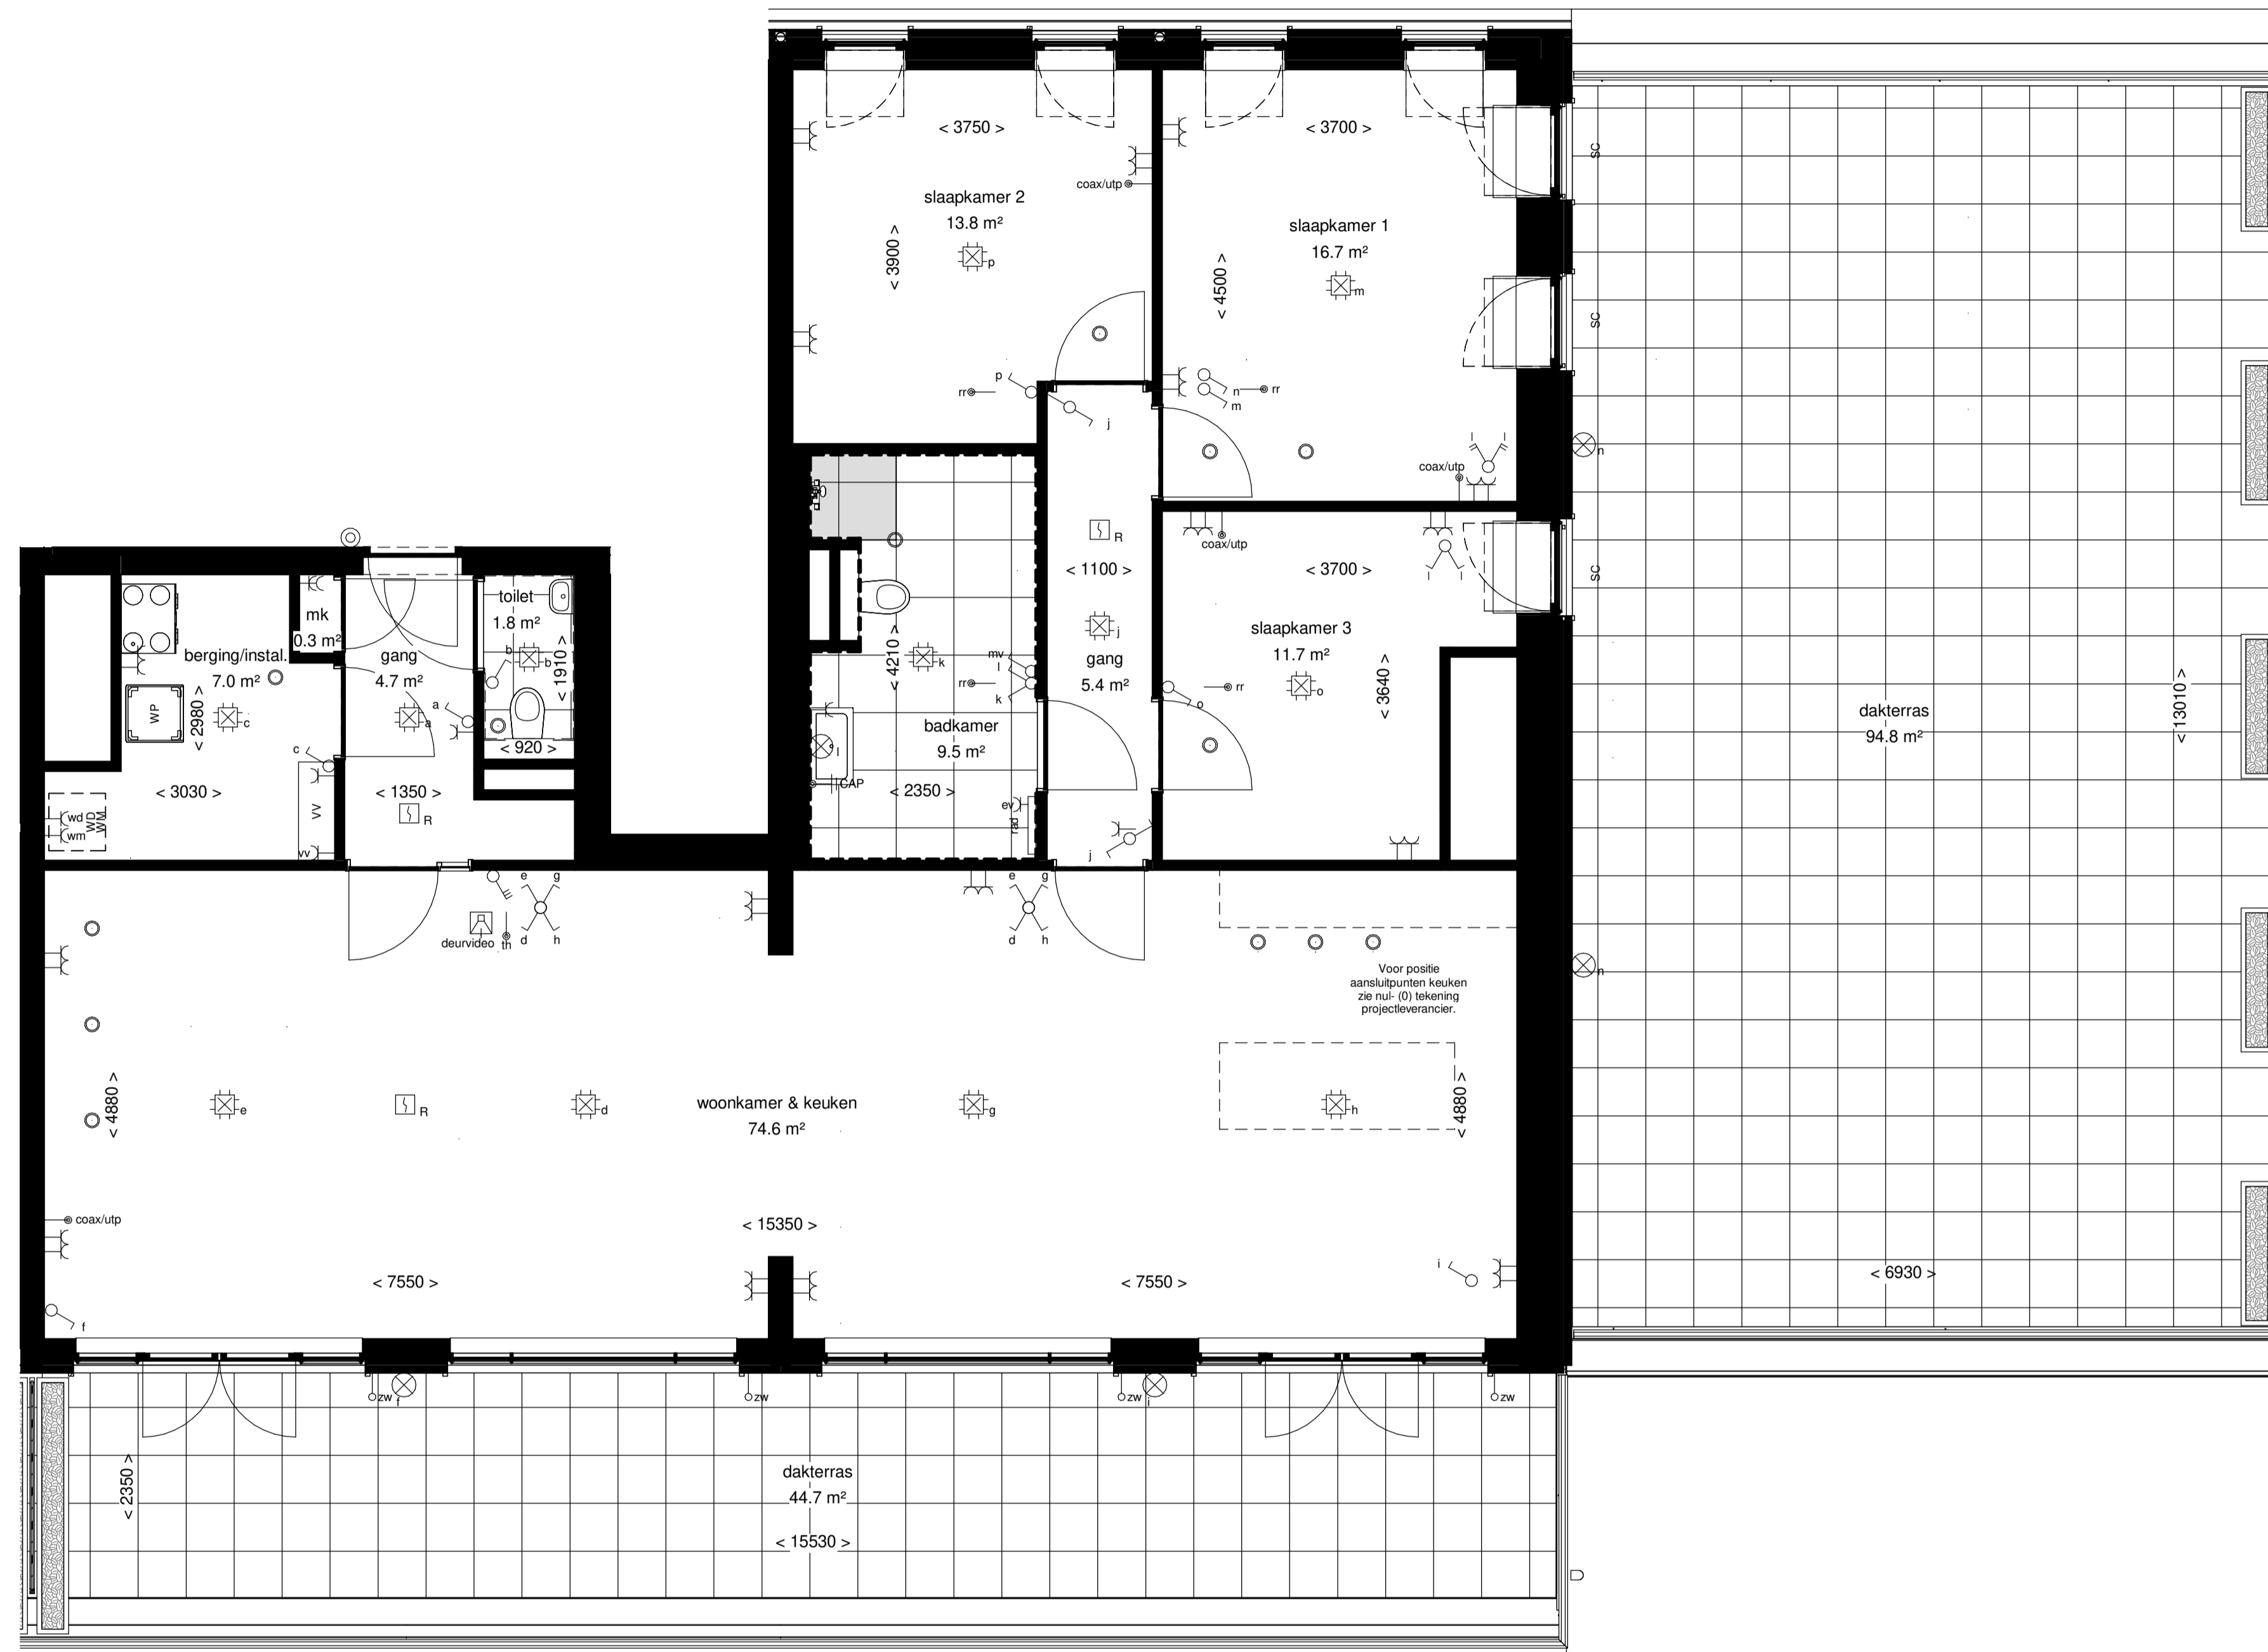 < 3750 >
< 3700 >
SC
coax/utp
slaapkamer 2
13.8 m²
p
< 3900 >
slaapkamer 1
16.7 m²
m
< 4500 >
SC
p
rr
j
n
rr
m
coax/utp
n
R
coax/utp
SC
< 1100 >
< 3700 >
j
gang
5.4 m²
slaapkamer 3
11.7 m²
o
rr
o
< 3640 >
dakterras
94.8 m²
< 13010 >
mk
0.3 m²
toilet
1.8 m²
b
b
< 1910 >
< 920 >
berging/instal.
7.0 m²
c
WP
< 2980 >
c
< 3030 >
gang
4.7 m²
a
a
< 1350 >
R
VV
vv
wd
wm
WD
WM
< 4210 >
k
mv
l
rr
k
badkamer
9.5 m²
l
CAP
< 2350 >
ev
rad
j
e
g
d
h
deurvideo
th
e
g
d
h
n
Voor positie
aansluitpunten keuken
zie nul- (0) tekening
projectleverancier.
< 4880 >
e
R
d
woonkamer & keuken
74.6 m²
g
h
< 4880 >
coax/utp
< 15350 >
< 7550 >
< 7550 >
i
f
< 6930 >
zw
f
zw
zw
i
zw
< 2350 >
dakterras
44.7 m²
< 15530 >